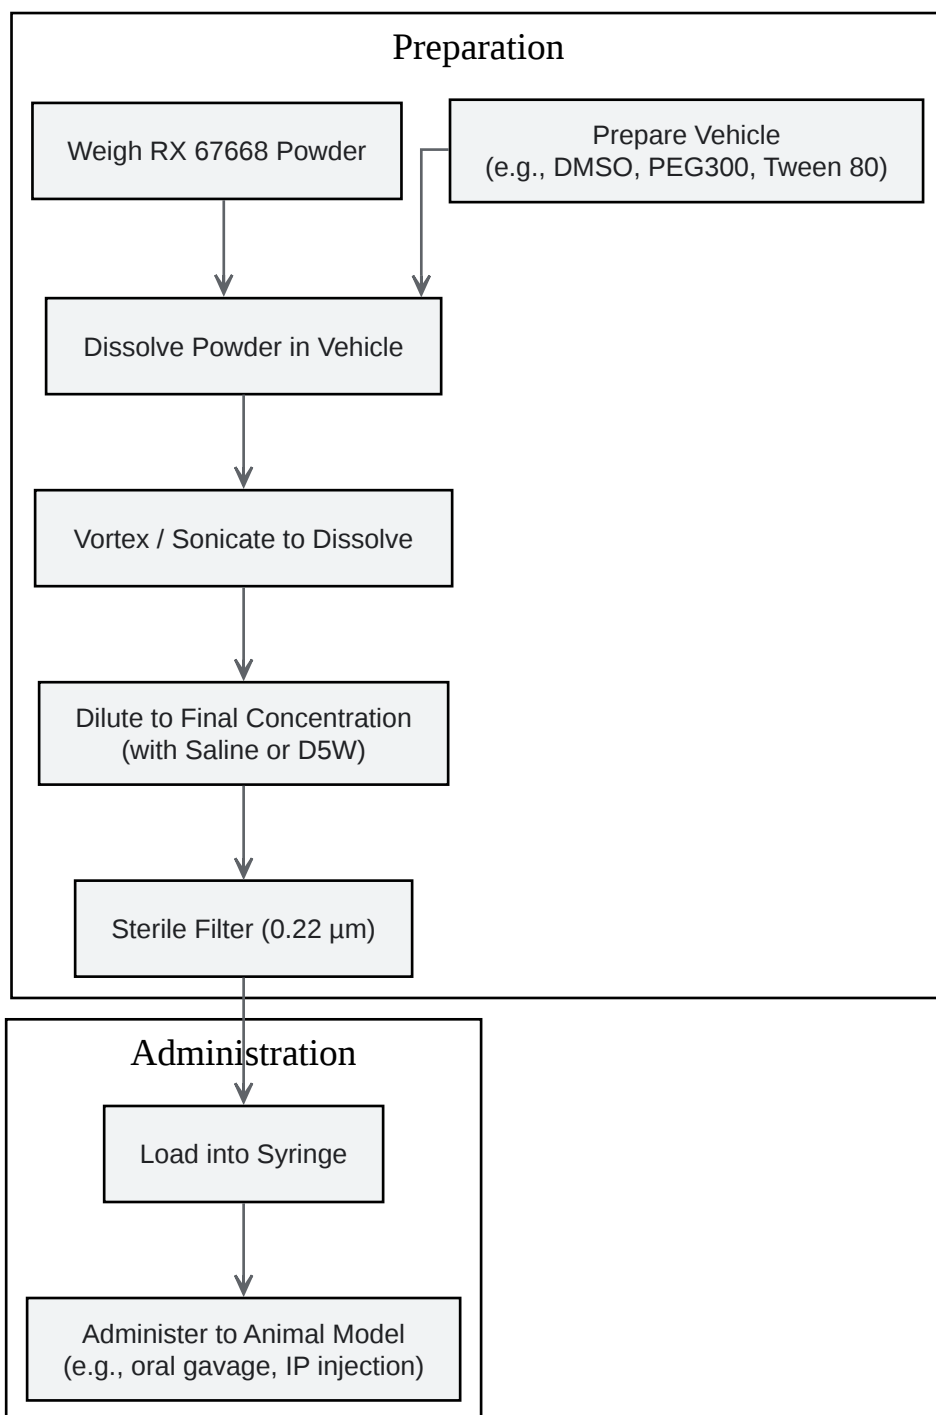 Preparation
Weigh RX 67668 Powder
Prepare Vehicle
(e.g., DMSO, PEG300, Tween 80)
Dissolve Powder in Vehicle
Vortex / Sonicate to Dissolve
Dilute to Final Concentration
(with Saline or D5W)
Sterile Filter (0.22 µm)
Administration
Load into Syringe
Administer to Animal Model
(e.g., oral gavage, IP injection)